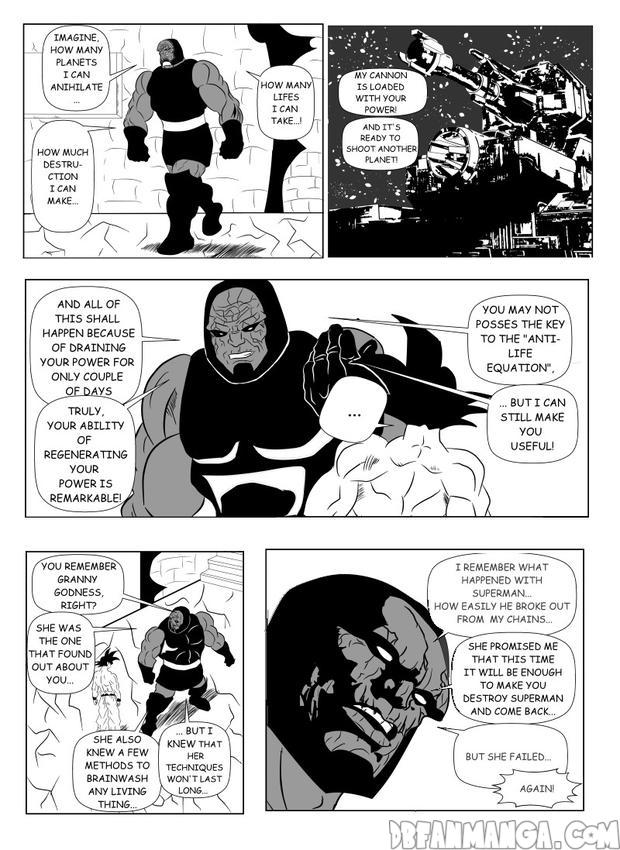 IMAGINE,
HOW MANY
PLANETS
I CAN
ANIHILATE
...
HOW MANY
LIFES
I CAN
TAKE...!
HOW MUCH
DESTRU-
CTION
I CAN
MAKE...
MY CANNON
IS LOADED
WITH YOUR
POWER!
AND IT'S
READY TO
SHOOT ANOTHER
PLANET!
AND ALL OF
THIS SHALL
HAPPEN BECAUSE
OF DRAINING
YOUR POWER FOR
ONLY COUPLE
OF DAYS
TRULY,
YOUR ABILITY
OF
REGENERATING
YOUR
POWER IS
REMARKABLE!
...
YOU MAY NOT
POSSES THE KEY
TO THE "ANTI-
LIFE
EQUATION",
... BUT I CAN
STILL MAKE
YOU
USEFUL!
YOU REMEMBER
GRANNY
GODNESS,
RIGHT?
SHE WAS
THE ONE
THAT FOUND
OUT ABOUT
YOU...
SHE ALSO
KNEW A FEW
METHODS TO
BRAINWASH
ANY LIVING
THING...
... BUT I
KNEW THAT
HER
TECHNIQUES
WON'T LAST
LONG...
I REMEMBER WHAT
HAPPENED WITH
SUPERMAN...
HOW EASILY HE BROKE OUT
FROM MY CHAINS...
SHE PROMISED ME
THAT THIS TIME
IT WILL BE ENOUGH
TO MAKE YOU
DESTROY SUPERMAN
AND COME BACK...
BUT SHE FAILED...
AGAIN!
DBFANMANGA.COM